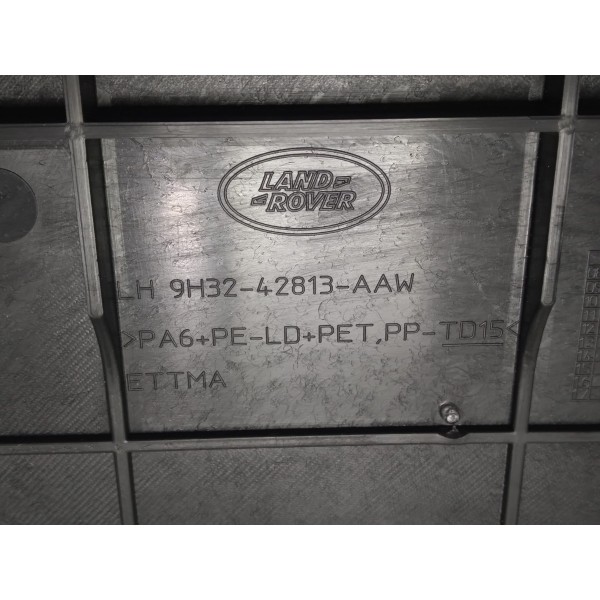 LAND
ROVER
LH 9H32-42813-AAW
>PA6+PE-LD+PET,PP-TD15<
ETTMA